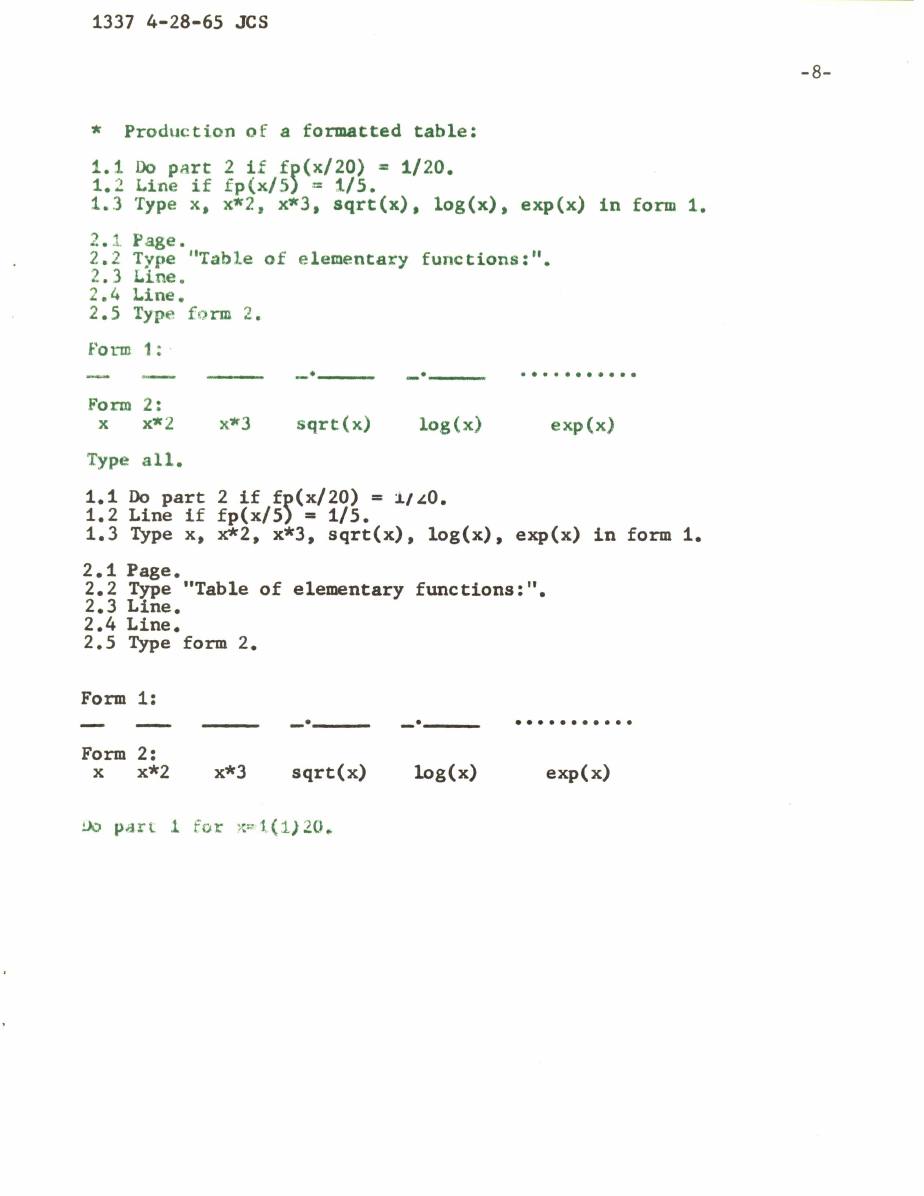 1337 4-28-65 JCS
-8-
* Production of a formatted table:
1.1 Do part 2 if fp(x/20) = 1/20.
1.2 Line if fp(x/5) = 1/5.
1.3 Type x, x*2, x*3, sqrt(x), log(x), exp(x) in form 1.
2.1 Page.
2.2 Type "Table of elementary functions:".
2.3 Line.
2.4 Line.
2.5 Type form 2.
Form 1:
__ ___ ____ _.____ _.____ ...........
Form 2:
x x*2 x*3 sqrt(x) log(x) exp(x)
Type all.
1.1 Do part 2 if fp(x/20) = 1/20.
1.2 Line if fp(x/5) = 1/5.
1.3 Type x, x*2, x*3, sqrt(x), log(x), exp(x) in form 1.
2.1 Page.
2.2 Type "Table of elementary functions:".
2.3 Line.
2.4 Line.
2.5 Type form 2.
Form 1:
__ ___ ____ _.____ _.____ ...........
Form 2:
x x*2 x*3 sqrt(x) log(x) exp(x)
Do part 1 for x=1(1)20.